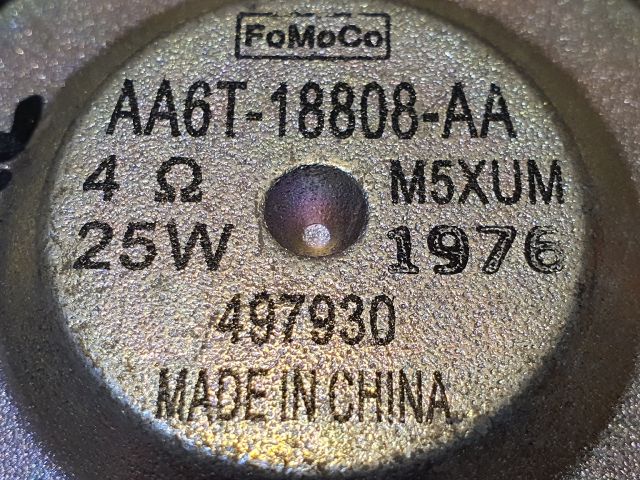 FoMoCo
AA6T-18808-AA
4 Ω M5XUM
25W 1976
497930
MADE IN CHINA